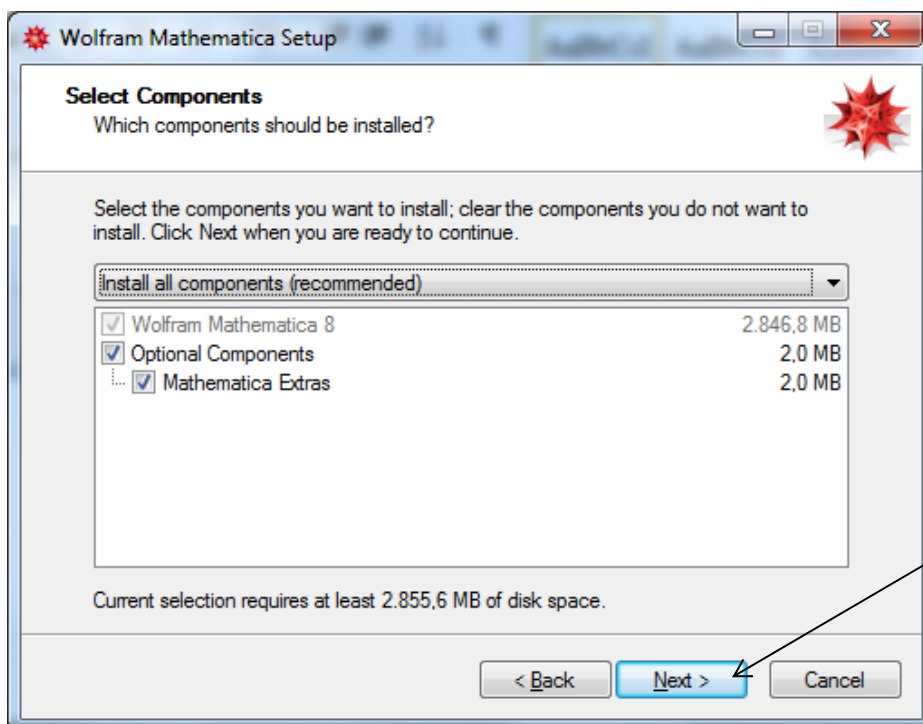 Wolfram Mathematica Setup
Select Components
Which components should be installed?
Select the components you want to install; clear the components you do not want to
install. Click Next when you are ready to continue.
Install all components (recommended)
Wolfram Mathematica 8 2.846,8 MB
Optional Components 2,0 MB
Mathematica Extras 2,0 MB
Current selection requires at least 2.855,6 MB of disk space.
< Back Next > Cancel